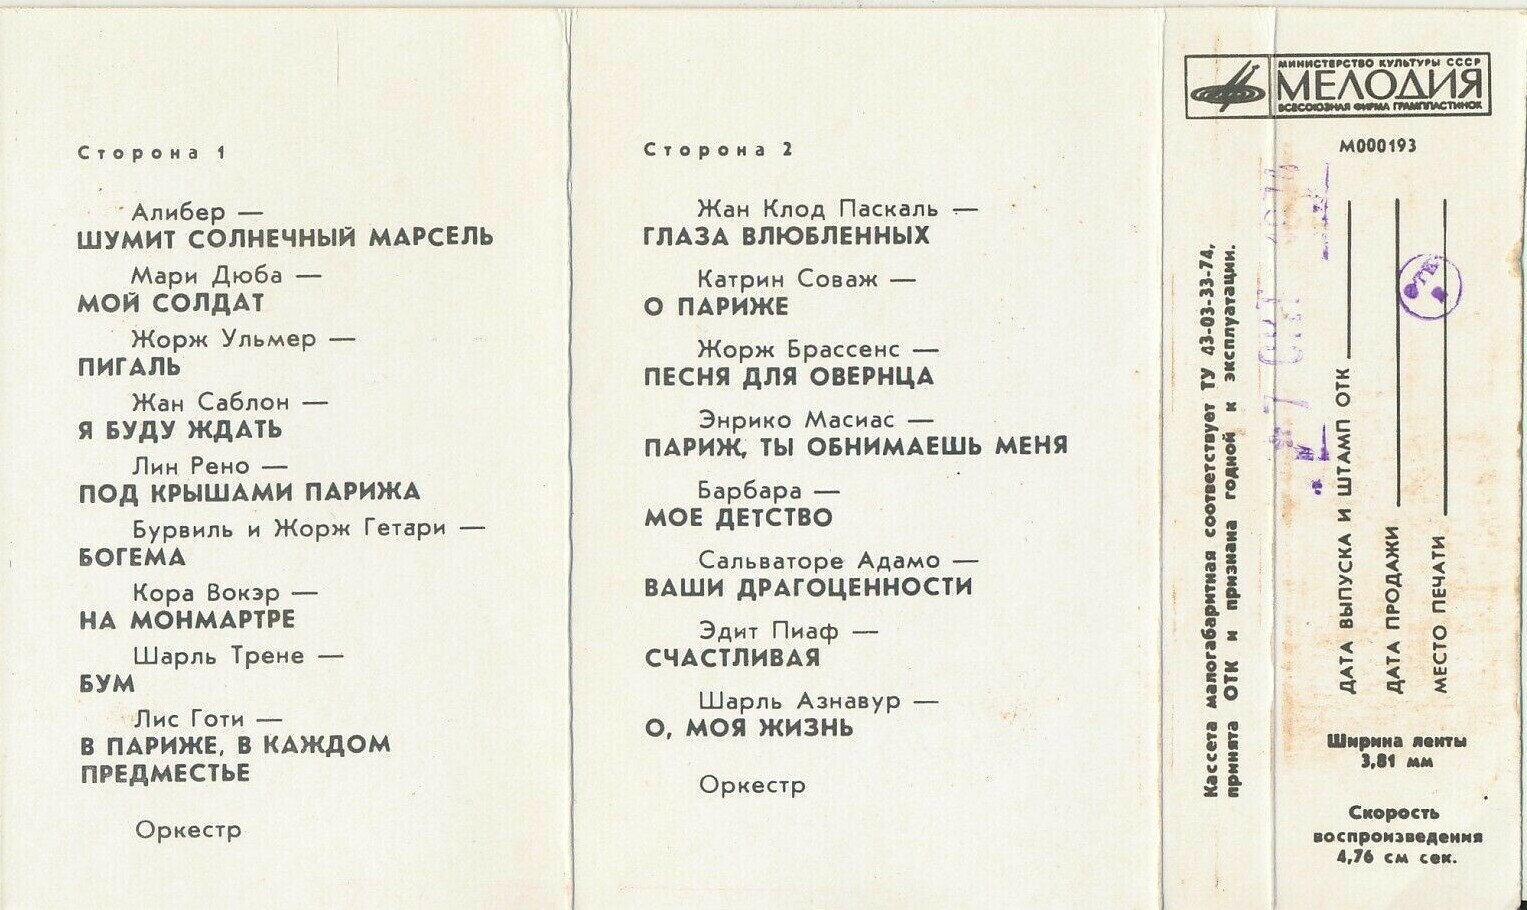 Сторона 1
Алибер —
ШУМИТ СОЛНЕЧНЫЙ МАРСЕЛЬ
Мари Дюба —
МОЙ СОЛДАТ
Жорж Ульмер —
ПИГАЛЬ
Жан Саблон —
Я БУДУ ЖДАТЬ
Лин Рено —
ПОД КРЫШАМИ ПАРИЖА
Бурвиль и Жорж Гетари —
БОГЕМА
Кора Вокэр —
НА МОНМАРТРЕ
Шарль Трене —
БУМ
Лис Готи —
В ПАРИЖЕ, В КАЖДОМ
ПРЕДМЕСТЬЕ
Оркестр
Сторона 2
Жан Клод Паскаль —
ГЛАЗА ВЛЮБЛЕННЫХ
Катрин Соваж —
О ПАРИЖЕ
Жорж Брассенс —
ПЕСНЯ ДЛЯ ОВЕРНЦА
Энрико Масиас —
ПАРИЖ, ТЫ ОБНИМАЕШЬ МЕНЯ
Барбара —
МОЕ ДЕТСТВО
Сальваторе Адамо —
ВАШИ ДРАГОЦЕННОСТИ
Эдит Пиаф —
СЧАСТЛИВАЯ
Шарль Азнавур —
О, МОЯ ЖИЗНЬ
Оркестр
МИНИСТЕРСТВО КУЛЬТУРЫ СССР
МЕЛОДИЯ
ВСЕСОЮЗНАЯ ФИРМА ГРАМПЛАСТИНОК
М000193
Кассета малогабаритная соответствует ТУ 43-03-33-74,
принята ОТК и признана годной к эксплуатации.
ДАТА ВЫПУСКА И ШТАМП ОТК
ДАТА ПРОДАЖИ
МЕСТО ПЕЧАТИ
ОТК
Ширина ленты
3,81 мм
Скорость
воспроизведения
4,76 см сек.